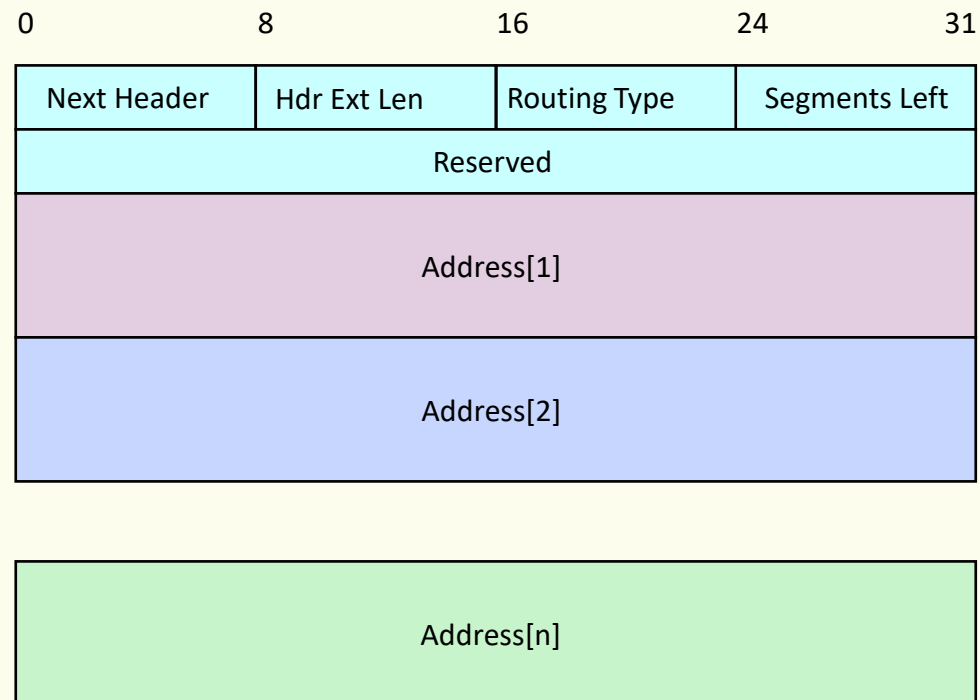 0 8 16 24 31
Next Header Hdr Ext Len Routing Type Segments Left
Reserved
Address[1]
Address[2]
Address[n]